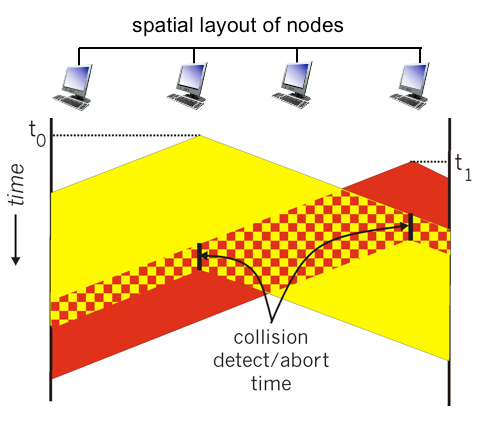 spatial layout of nodes
t0
t1
time
collision
detect/abort
time